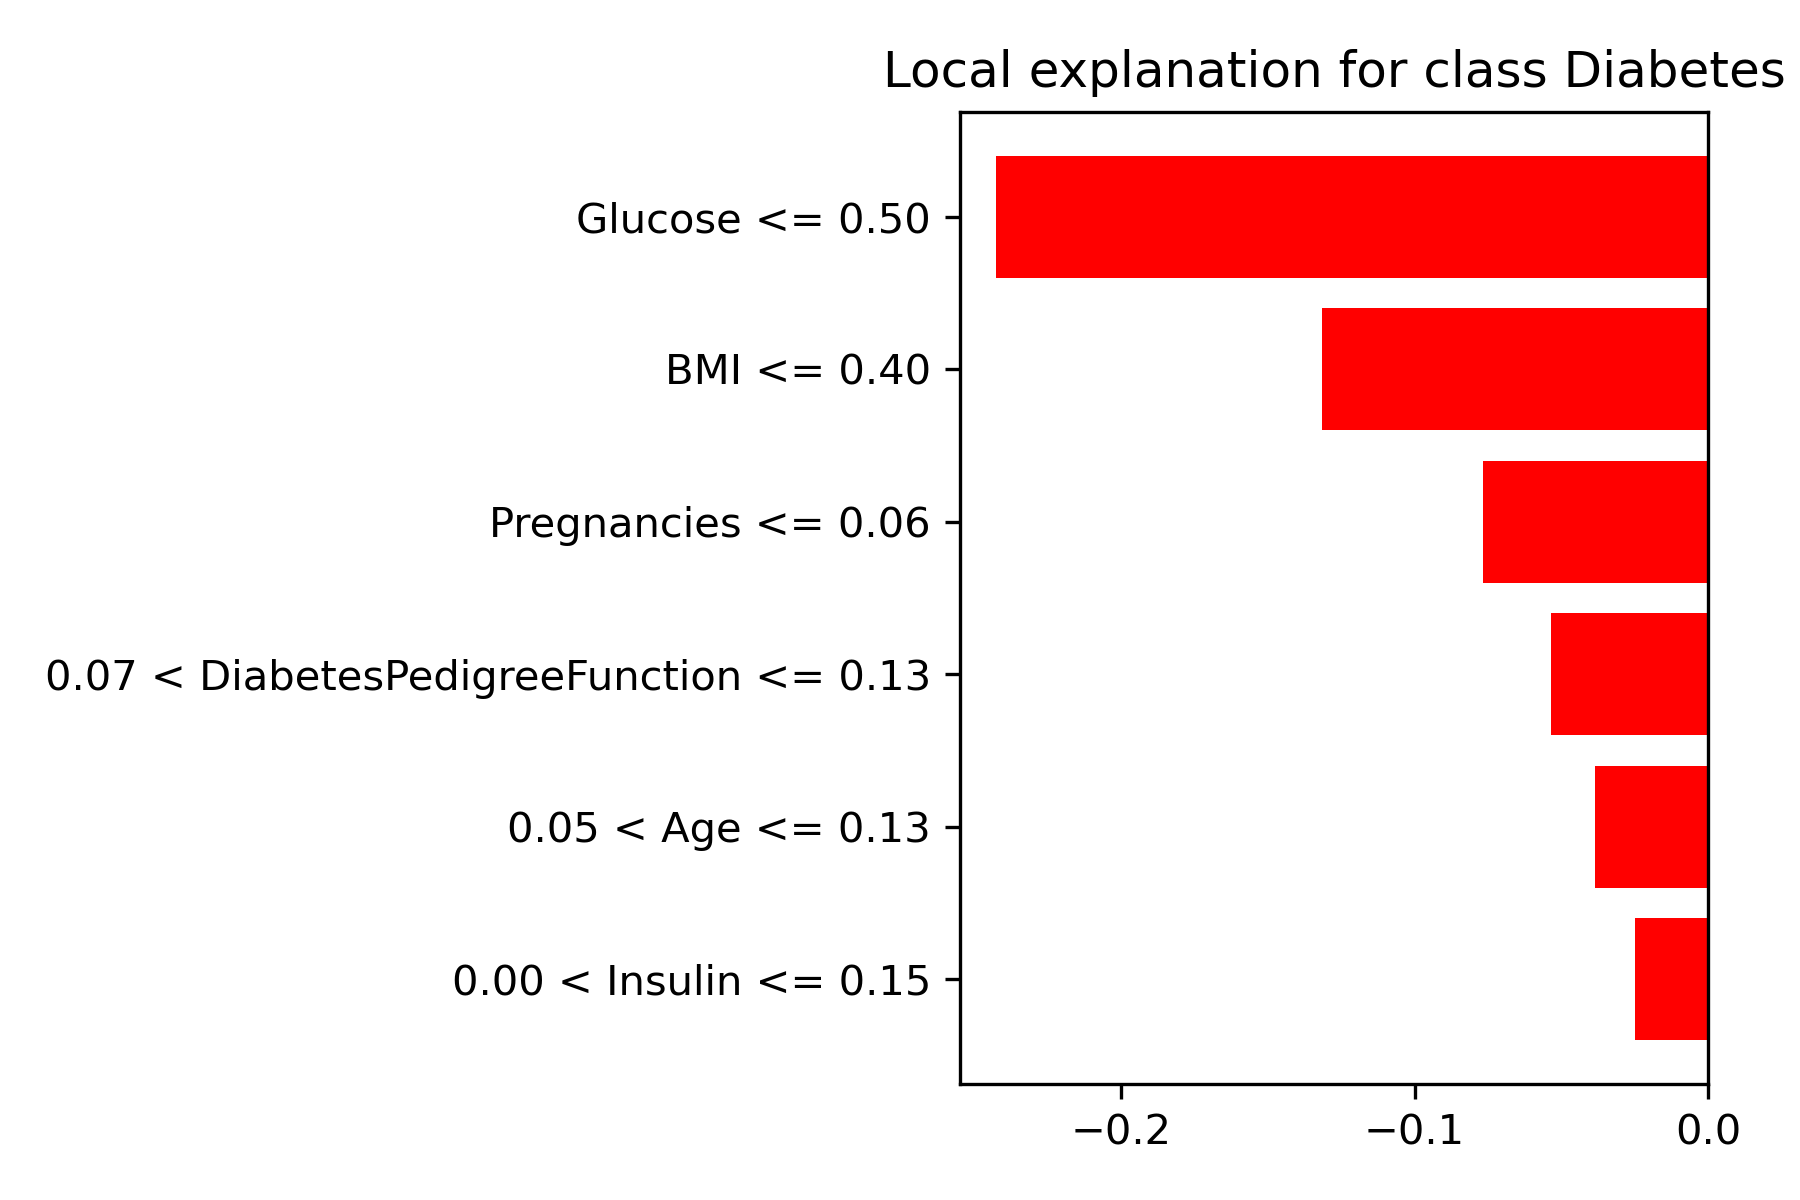 Local explanation for class Diabetes
Glucose <= 0.50
BMI <= 0.40
Pregnancies <= 0.06
0.07 < DiabetesPedigreeFunction <= 0.13
0.05 < Age <= 0.13
0.00 < Insulin <= 0.15
−0.2 −0.1 0.0